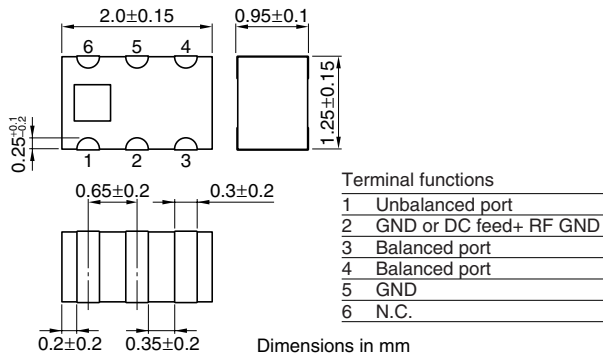 2.0±0.15
0.95±0.1
6 5 4
1.25±0.15
0.25+0.1 -0.2
1 2 3
0.65±0.2
0.3±0.2
Terminal functions
1 Unbalanced port
2 GND or DC feed+ RF GND
3 Balanced port
4 Balanced port
5 GND
6 N.C.
0.2±0.2
0.35±0.2
Dimensions in mm